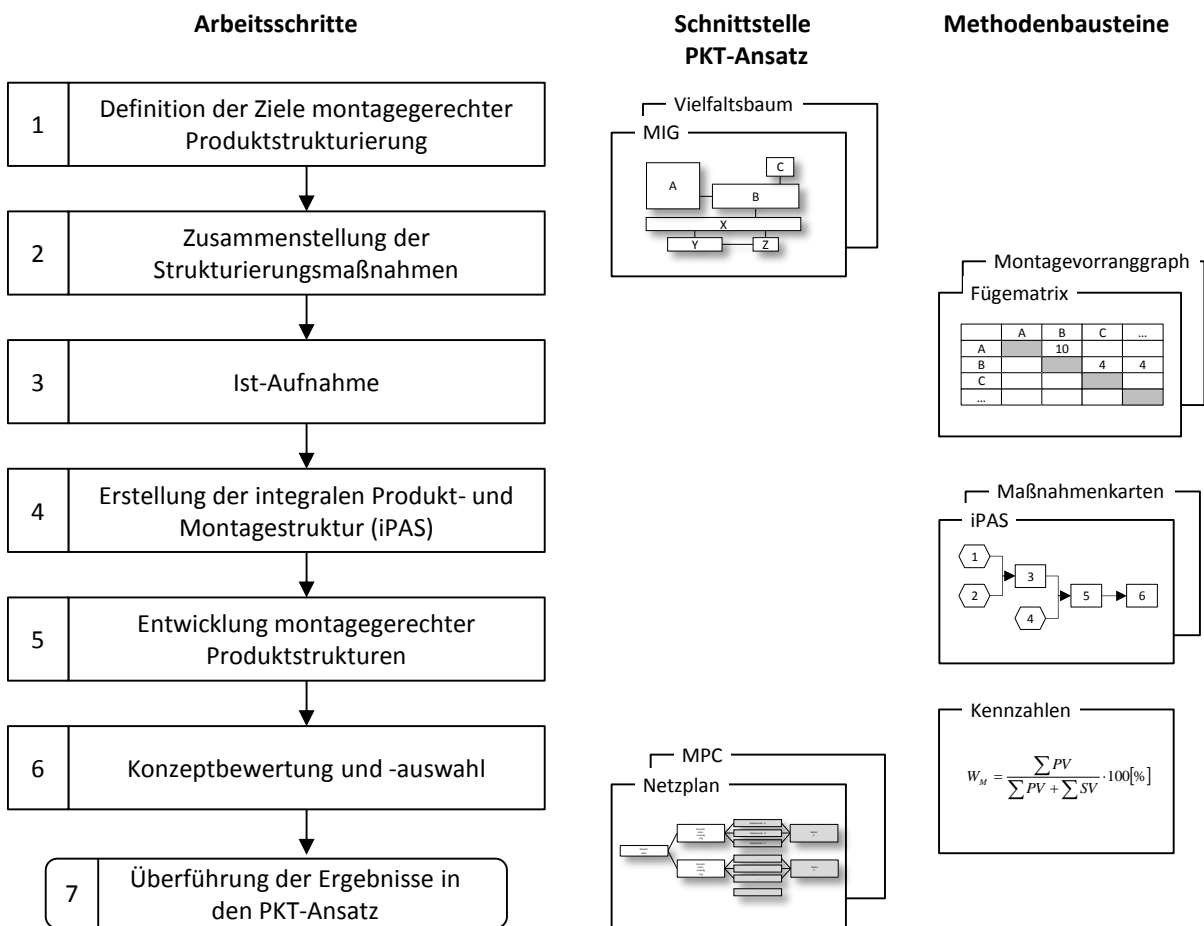 Arbeitsschritte
Schnittstelle
PKT-Ansatz
Methodenbausteine
1
Definition der Ziele montagegerechter
Produktstrukturierung
2
Zusammenstellung der
Strukturierungsmaßnahmen
3
Ist-Aufnahme
4
Erstellung der integralen Produkt- und
Montagestruktur (iPAS)
5
Entwicklung montagegerechter
Produktstrukturen
6
Konzeptbewertung und -auswahl
7
Überführung der Ergebnisse in
den PKT-Ansatz
Vielfaltsbaum
MIG
A
C
B
X
Y
Z
MPC
Netzplan
Montagevorranggraph
Fügematrix
A B C ...
A 10
B 4 4
C
...
Maßnahmenkarten
iPAS
1
2
3
4
5
6
Kennzahlen
W_M = ∑ PV / (∑ PV + ∑ SV) · 100[%]